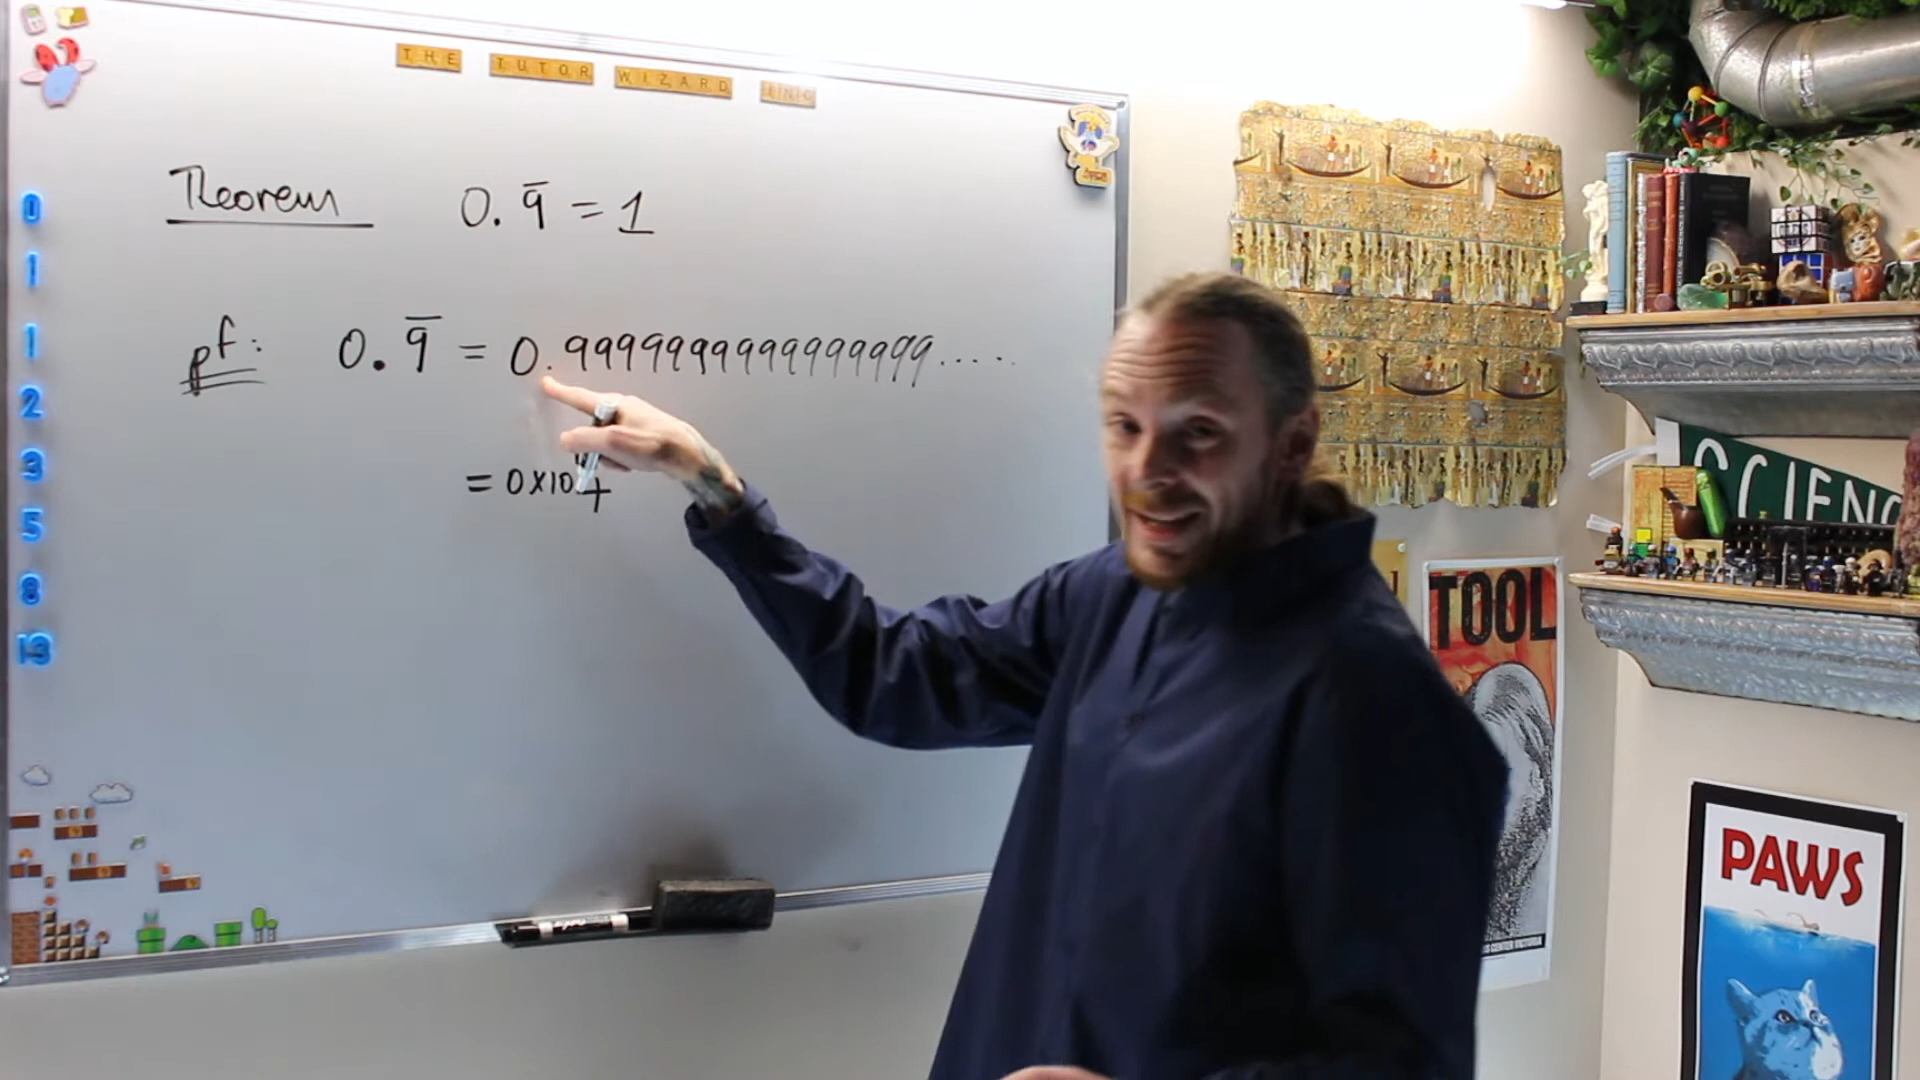 THE TUTOR WIZARD INC
Theorem 0.9̅ = 1
pf: 0.9̅ = 0.9999999999999999.....
= 0x10 +
0
1
1
2
3
5
8
13
SCIENC
TOOL
PAWS